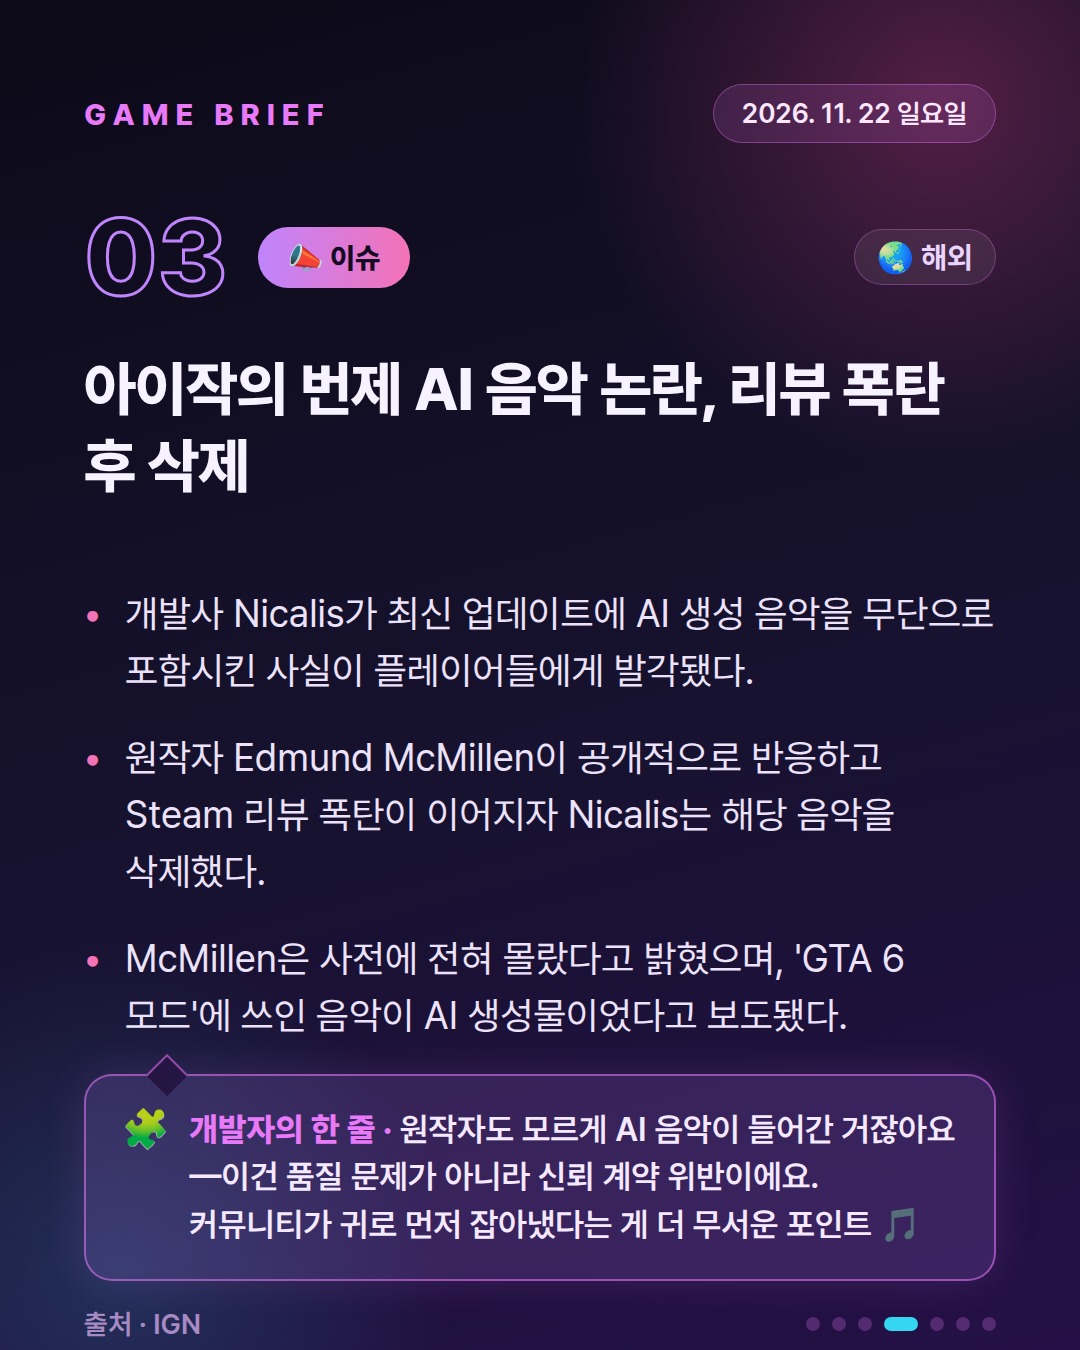 GAME BRIEF
2026. 11. 22 일요일
03
📣 이슈
🌏 해외
아이작의 번제 AI 음악 논란, 리뷰 폭탄
후 삭제
• 개발사 Nicalis가 최신 업데이트에 AI 생성 음악을 무단으로
포함시킨 사실이 플레이어들에게 발각됐다.
• 원작자 Edmund McMillen이 공개적으로 반응하고
Steam 리뷰 폭탄이 이어지자 Nicalis는 해당 음악을
삭제했다.
• McMillen은 사전에 전혀 몰랐다고 밝혔으며, 'GTA 6
모드'에 쓰인 음악이 AI 생성물이었다고 보도됐다.
🧩 개발자의 한 줄 · 원작자도 모르게 AI 음악이 들어간 거잖아요
—이건 품질 문제가 아니라 신뢰 계약 위반이에요.
커뮤니티가 귀로 먼저 잡아냈다는 게 더 무서운 포인트 🎵
출처 · IGN